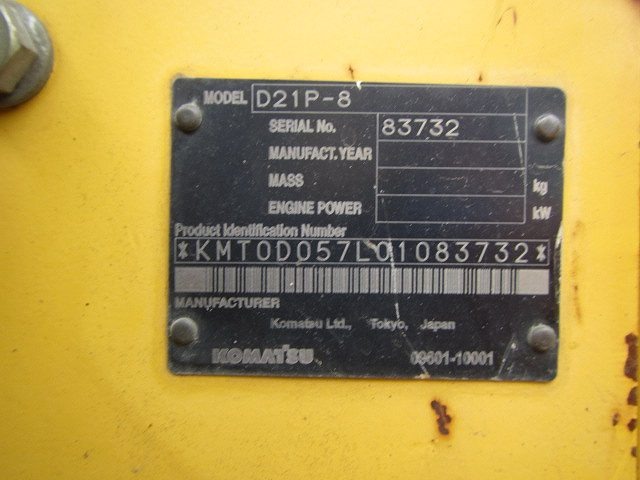 MODEL D21P-8
SERIAL No. 83732
MANUFACT. YEAR
MASS kg
ENGINE POWER kW
Product Identification Number
*KMT0D057L01083732*
MANUFACTURER
Komatsu Ltd., Tokyo, Japan
KOMATSU 09601-10001